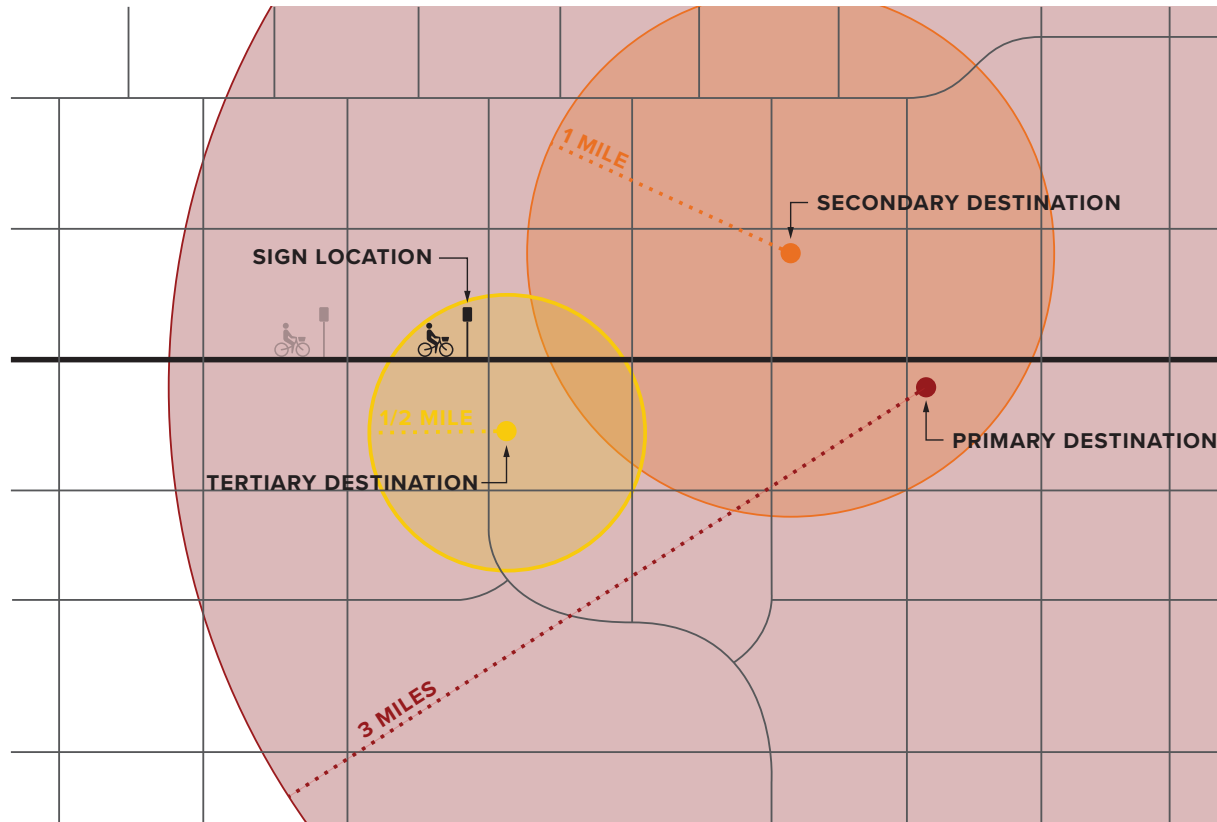 1 MILE
SECONDARY DESTINATION
SIGN LOCATION
1/2 MILE
PRIMARY DESTINATION
TERTIARY DESTINATION
3 MILES